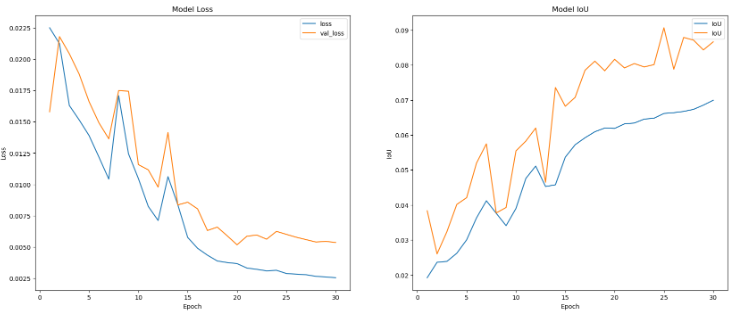 Model Loss
Loss
0.0225
0.0200
0.0175
0.0150
0.0125
0.0100
0.0075
0.0050
0.0025
loss
val_loss
0 5 10 15 20 25 30
Epoch
Model IoU
IoU
0.09
0.08
0.07
0.06
0.05
0.04
0.03
0.02
IoU
IoU
0 5 10 15 20 25 30
Epoch